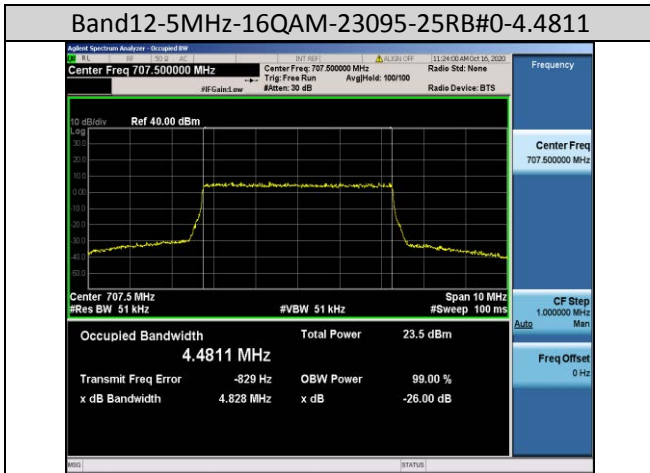 Band12-5MHz-16QAM-23095-25RB#0-4.4811
Agilent Spectrum Analyzer - Occupied BW
RL RF 50 Ω AC INT REF ALIGN OFF 11:24:00 AM Oct 16, 2020
Center Freq 707.500000 MHz
Center Freq: 707.500000 MHz
Radio Std: None
Frequency
Trig: Free Run Avg|Hold: 100/100
#IFGain:Low #Atten: 30 dB Radio Device: BTS
10 dB/div Ref 40.00 dBm
Log
30.0
20.0
10.0
0.00
-10.0
-20.0
-30.0
-40.0
-50.0
Center Freq
707.500000 MHz
Center 707.5 MHz Span 10 MHz
#Res BW 51 kHz #VBW 51 kHz #Sweep 100 ms
CF Step
1.000000 MHz
Auto Man
Occupied Bandwidth Total Power 23.5 dBm
4.4811 MHz
Transmit Freq Error -829 Hz OBW Power 99.00 %
x dB Bandwidth 4.828 MHz x dB -26.00 dB
Freq Offset
0 Hz
MSG STATUS